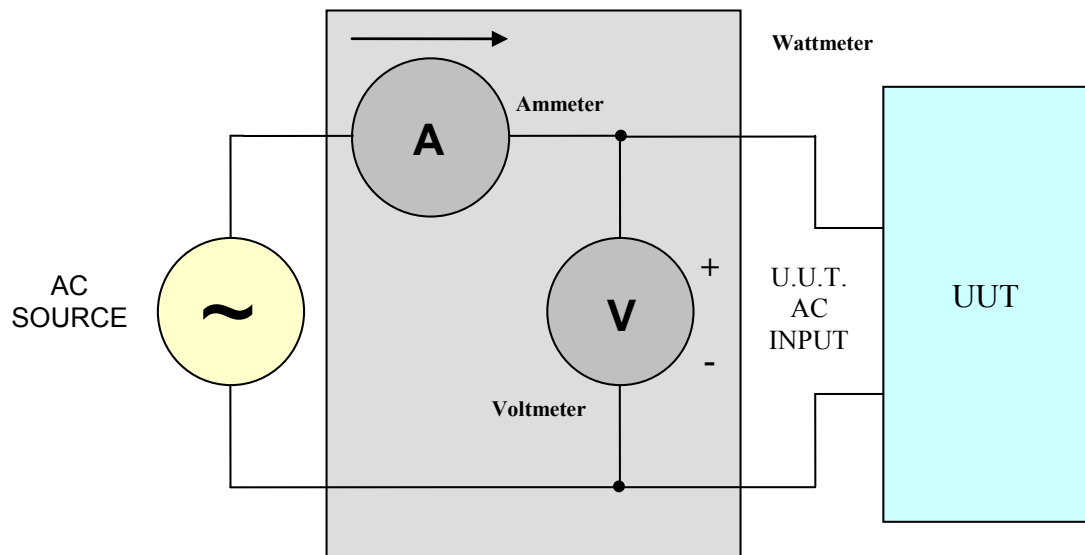 Wattmeter
Ammeter
A
AC
SOURCE
~
V
+
-
Voltmeter
U.U.T.
AC
INPUT
UUT